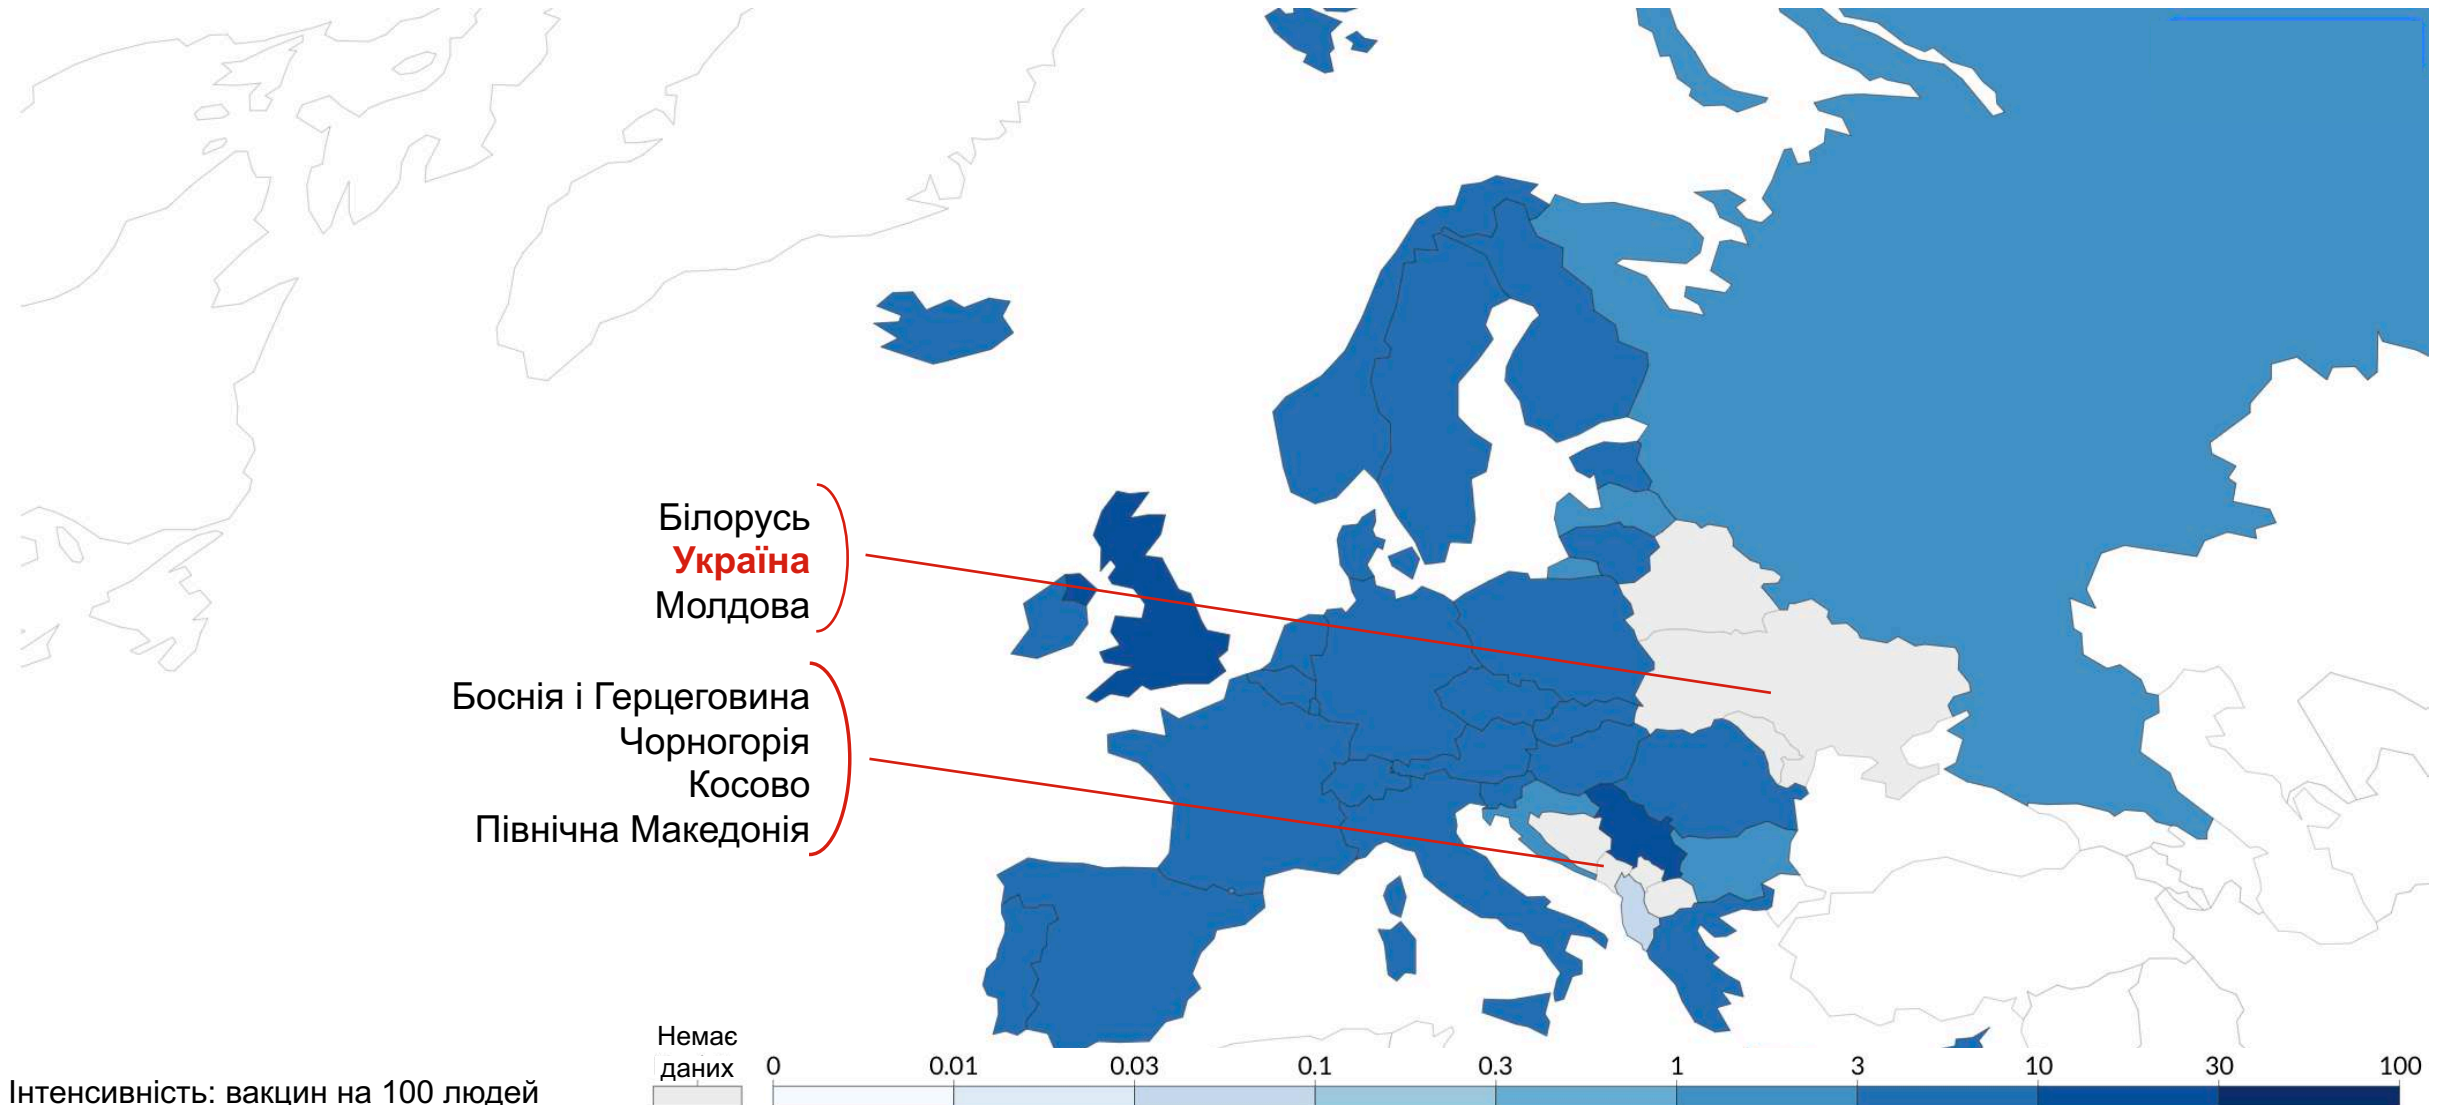 Білорусь
Україна
Молдова
Боснія і Герцеговина
Чорногорія
Косово
Північна Македонія
Немає
даних
0 0.01 0.03 0.1 0.3 1 3 10 30 100
Інтенсивність: вакцин на 100 людей